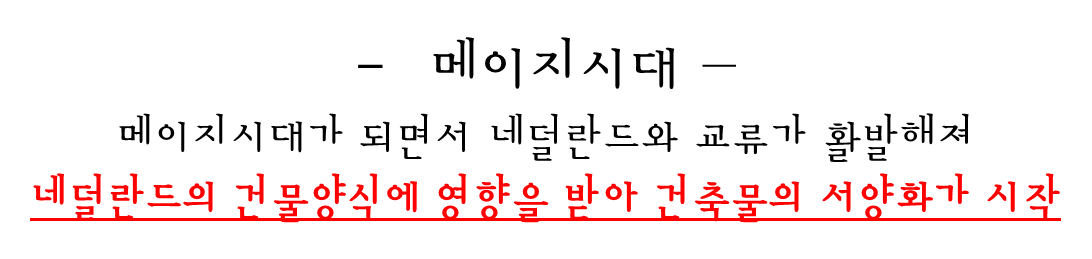 – 메이지시대 –
메이지시대가 되면서 네덜란드와 교류가 활발해져
네덜란드의 건물양식에 영향을 받아 건축물의 서양화가 시작